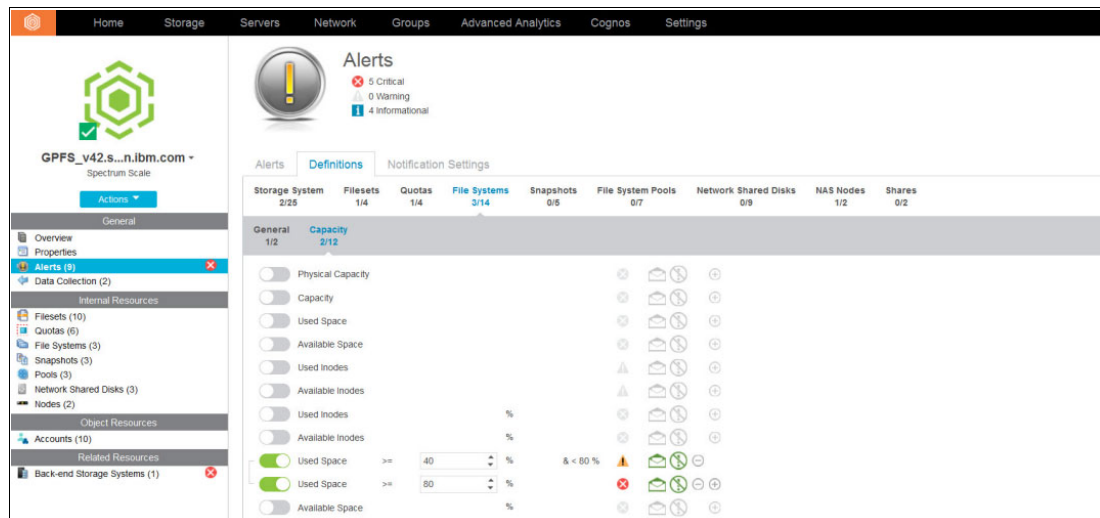 Home Storage Servers Network Groups Advanced Analytics Cognos Settings
GPFS_v42.s...n.ibm.com
Spectrum Scale
Actions
General
Overview
Properties
Alerts (9)
Data Collection (2)
Internal Resources
Filesets (10)
Quotas (6)
File Systems (3)
Snapshots (3)
Pools (3)
Network Shared Disks (3)
Nodes (2)
Object Resources
Accounts (10)
Related Resources
Back-end Storage Systems (1)
Alerts
5 Critical
0 Warning
4 Informational
Alerts Definitions Notification Settings
Storage System Filesets Quotas File Systems Snapshots File System Pools Network Shared Disks NAS Nodes Shares
2/25 1/4 1/4 3/14 0/5 0/7 0/9 1/2 0/2
General Capacity
1/2 2/12
Physical Capacity
Capacity
Used Space
Available Space
Used Inodes
Available Inodes
Used Inodes %
Available Inodes %
Used Space >= 40 % & < 80 %
Used Space >= 80 %
Available Space %